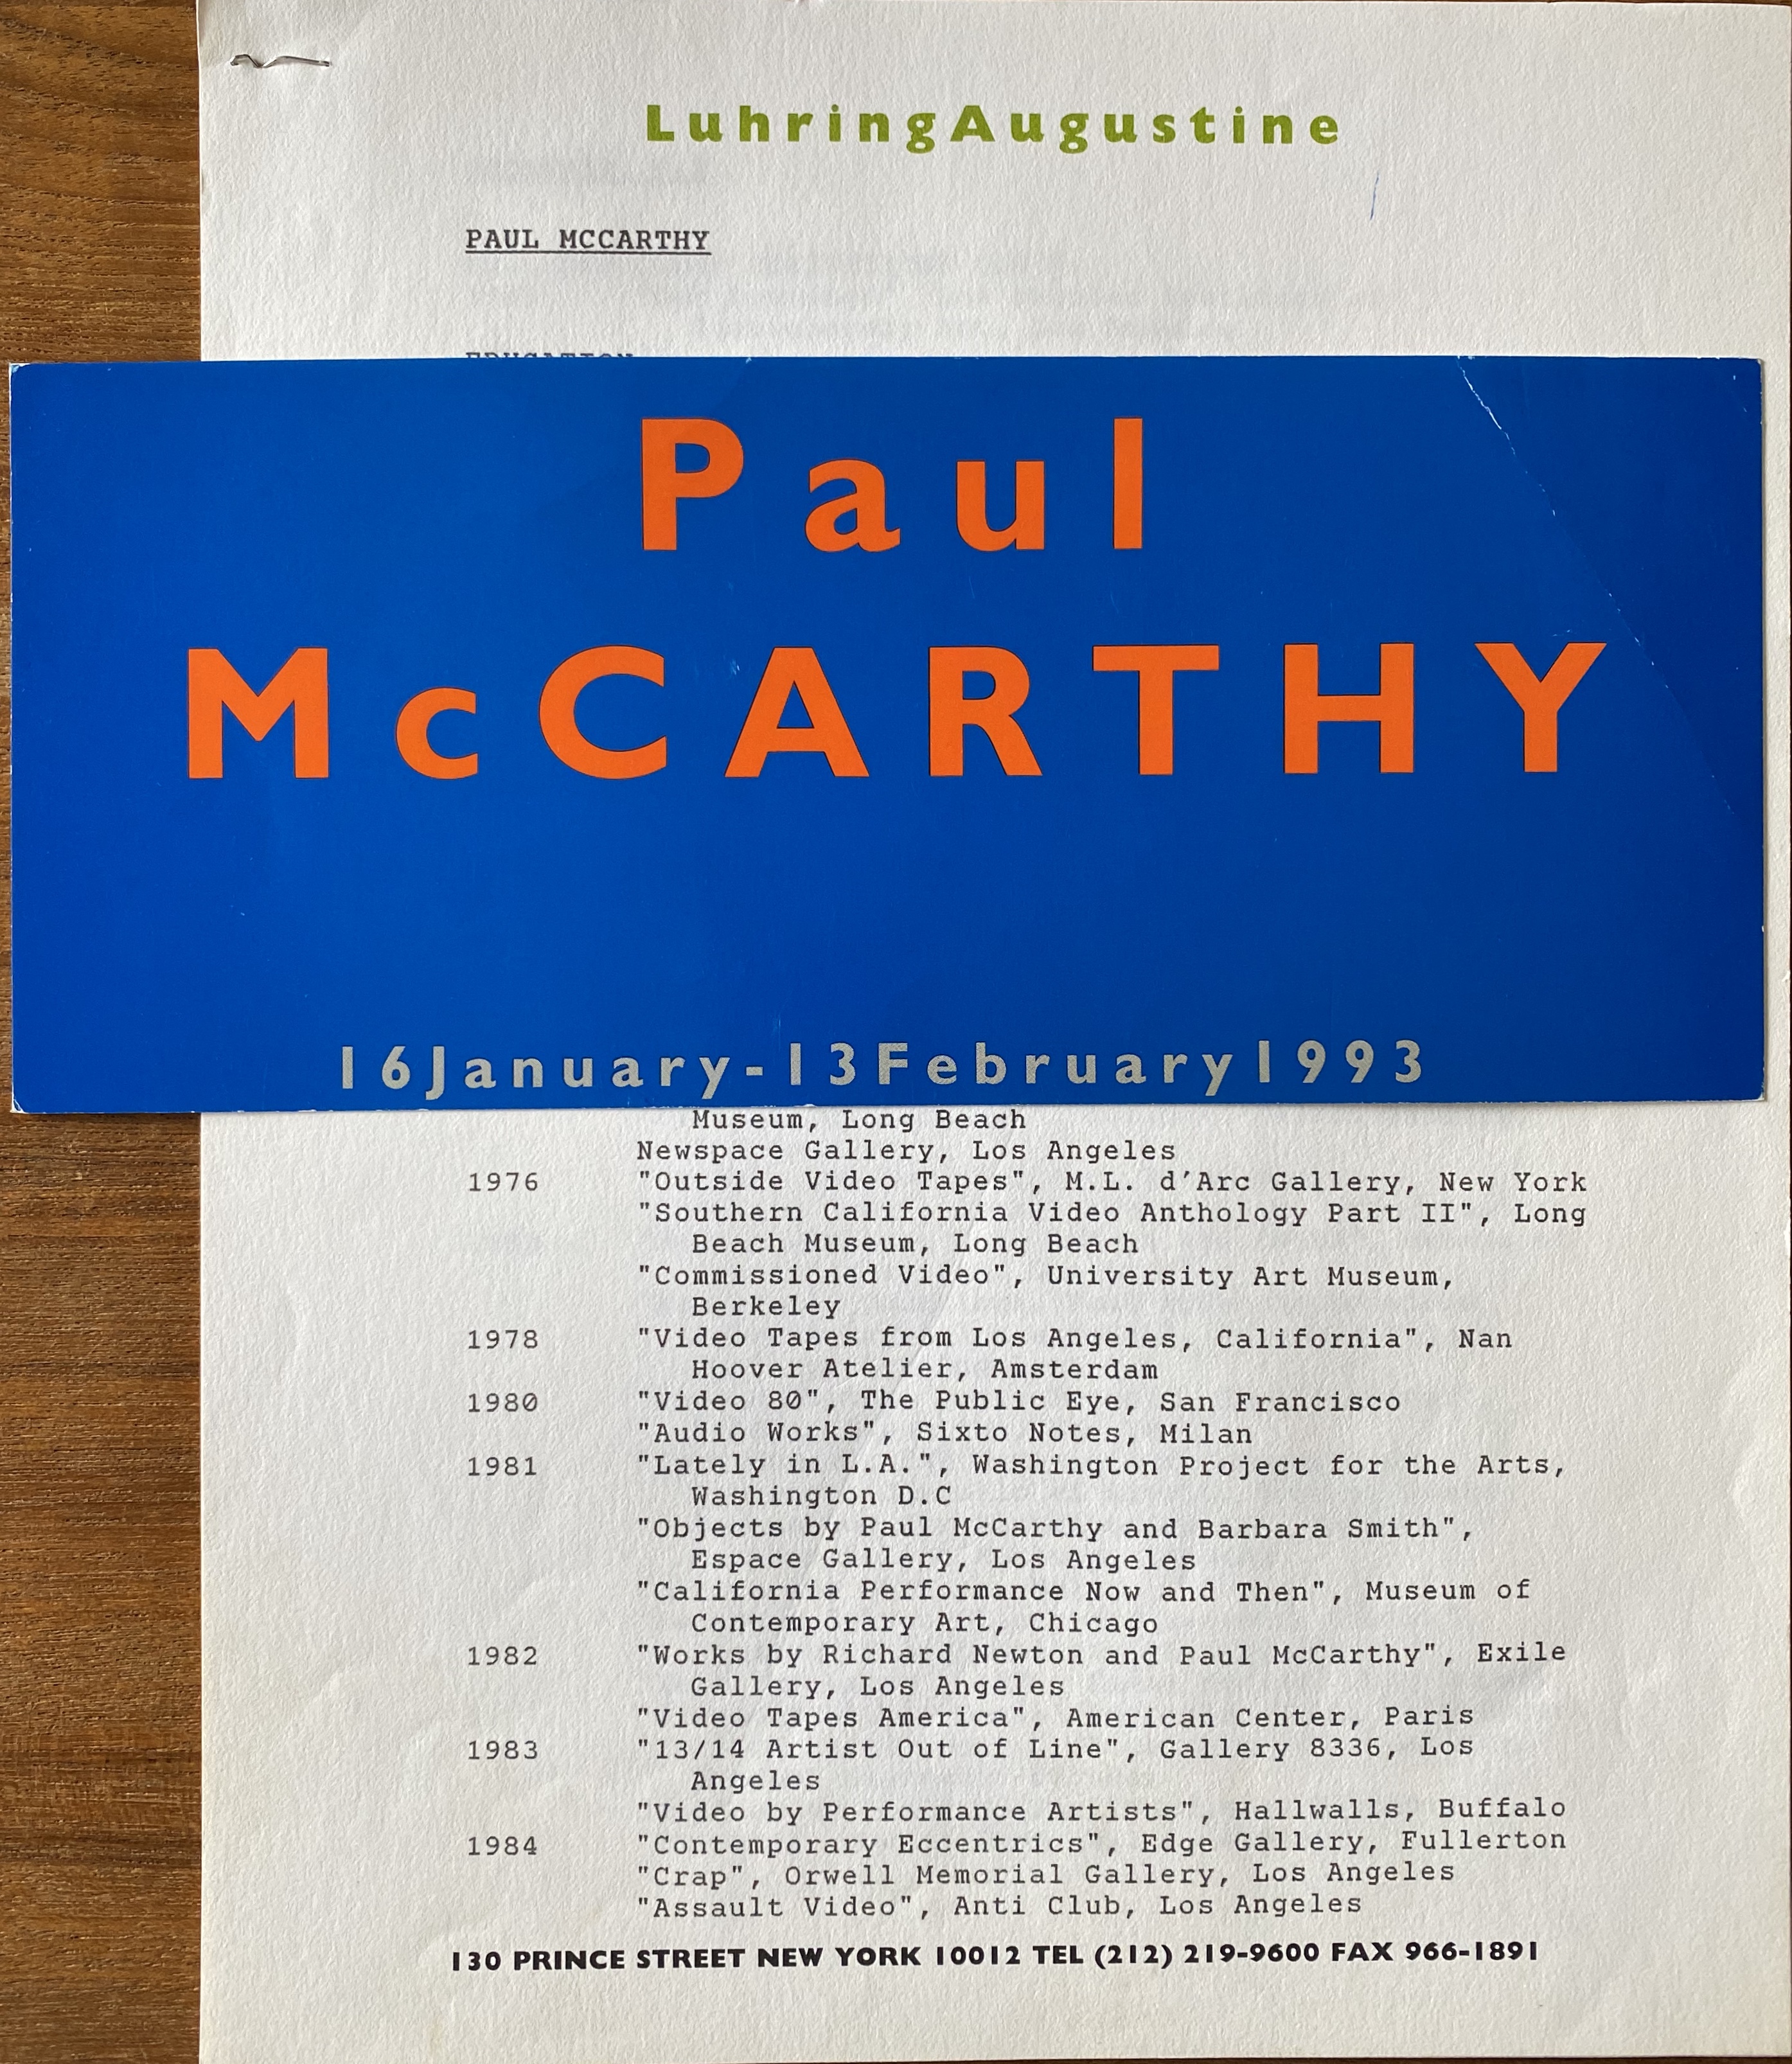 LuhringAugustine
PAUL MCCARTHY
EDUCATION
Paul
McCARTHY
16January-13February1993
Museum, Long Beach
Newspace Gallery, Los Angeles
1976 "Outside Video Tapes", M.L. d'Arc Gallery, New York
"Southern California Video Anthology Part II", Long
Beach Museum, Long Beach
"Commissioned Video", University Art Museum,
Berkeley
1978 "Video Tapes from Los Angeles, California", Nan
Hoover Atelier, Amsterdam
1980 "Video 80", The Public Eye, San Francisco
"Audio Works", Sixto Notes, Milan
1981 "Lately in L.A.", Washington Project for the Arts,
Washington D.C
"Objects by Paul McCarthy and Barbara Smith",
Espace Gallery, Los Angeles
"California Performance Now and Then", Museum of
Contemporary Art, Chicago
1982 "Works by Richard Newton and Paul McCarthy", Exile
Gallery, Los Angeles
"Video Tapes America", American Center, Paris
1983 "13/14 Artist Out of Line", Gallery 8336, Los
Angeles
"Video by Performance Artists", Hallwalls, Buffalo
1984 "Contemporary Eccentrics", Edge Gallery, Fullerton
"Crap", Orwell Memorial Gallery, Los Angeles
"Assault Video", Anti Club, Los Angeles
130 PRINCE STREET NEW YORK 10012 TEL (212) 219-9600 FAX 966-1891